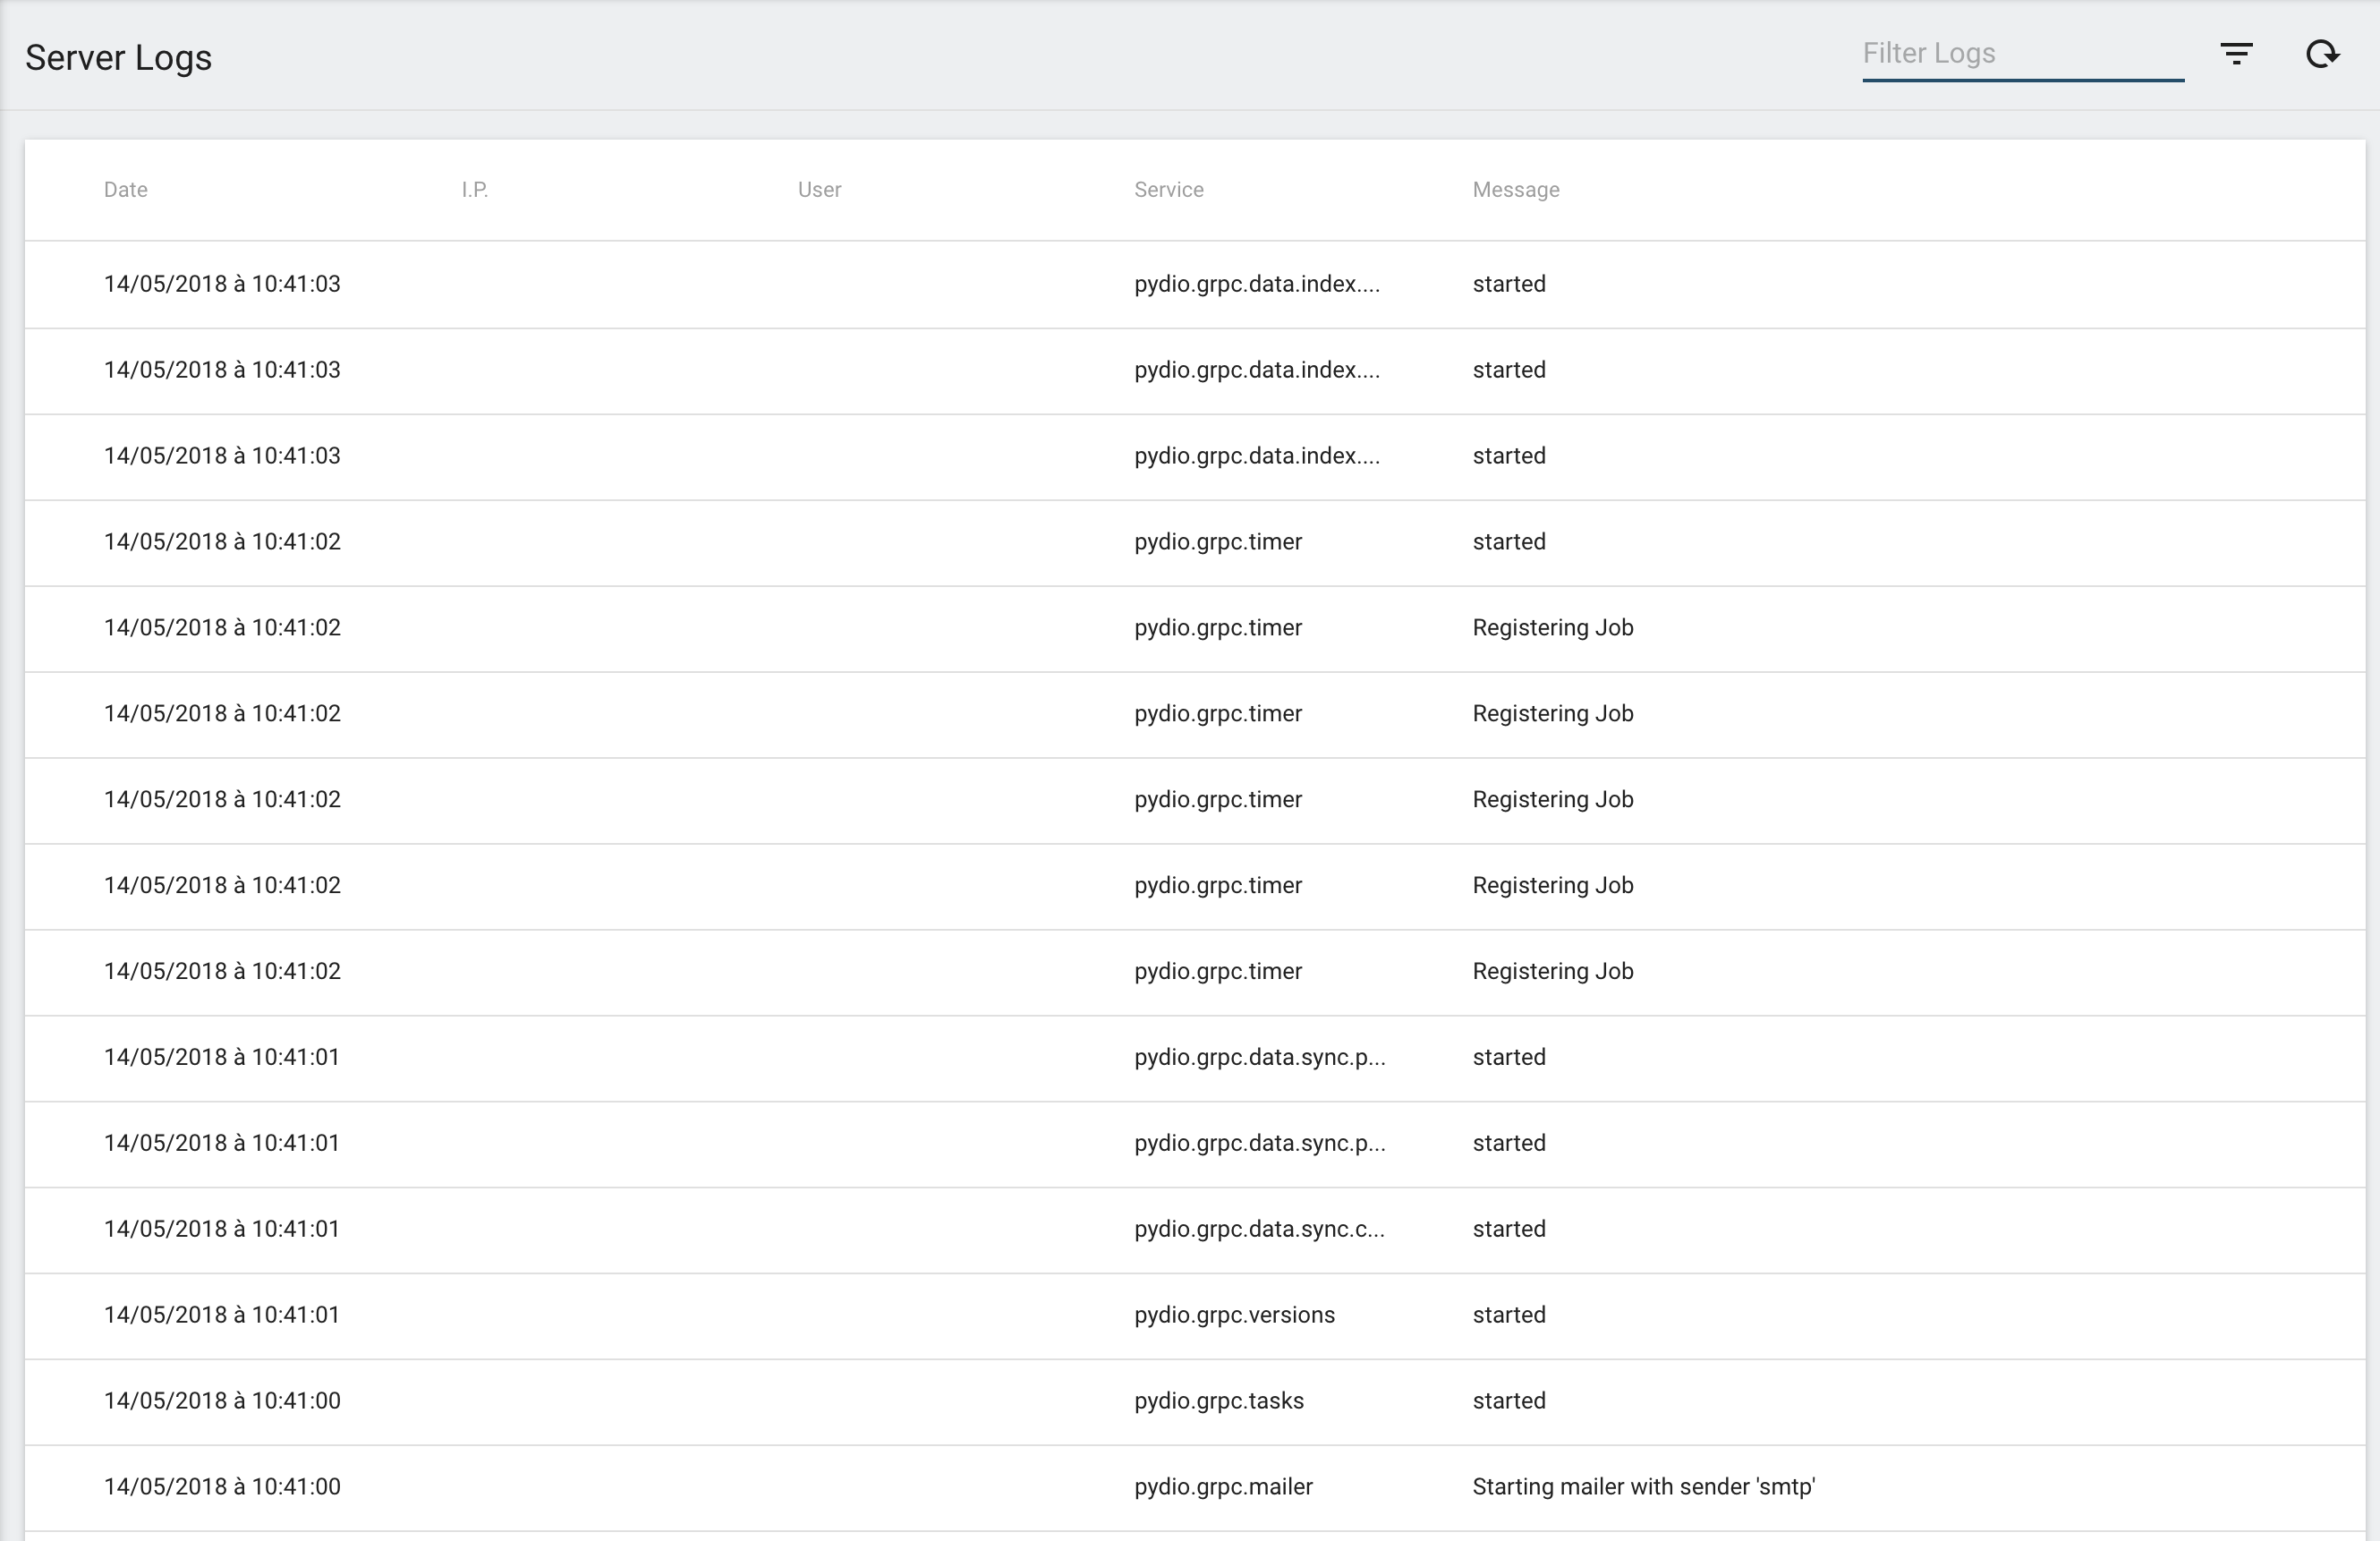 Server Logs
Filter Logs
Date I.P. User Service Message
14/05/2018 à 10:41:03 pydio.grpc.data.index.... started
14/05/2018 à 10:41:03 pydio.grpc.data.index.... started
14/05/2018 à 10:41:03 pydio.grpc.data.index.... started
14/05/2018 à 10:41:02 pydio.grpc.timer started
14/05/2018 à 10:41:02 pydio.grpc.timer Registering Job
14/05/2018 à 10:41:02 pydio.grpc.timer Registering Job
14/05/2018 à 10:41:02 pydio.grpc.timer Registering Job
14/05/2018 à 10:41:02 pydio.grpc.timer Registering Job
14/05/2018 à 10:41:02 pydio.grpc.timer Registering Job
14/05/2018 à 10:41:01 pydio.grpc.data.sync.p... started
14/05/2018 à 10:41:01 pydio.grpc.data.sync.p... started
14/05/2018 à 10:41:01 pydio.grpc.data.sync.c... started
14/05/2018 à 10:41:01 pydio.grpc.versions started
14/05/2018 à 10:41:00 pydio.grpc.tasks started
14/05/2018 à 10:41:00 pydio.grpc.mailer Starting mailer with sender 'smtp'